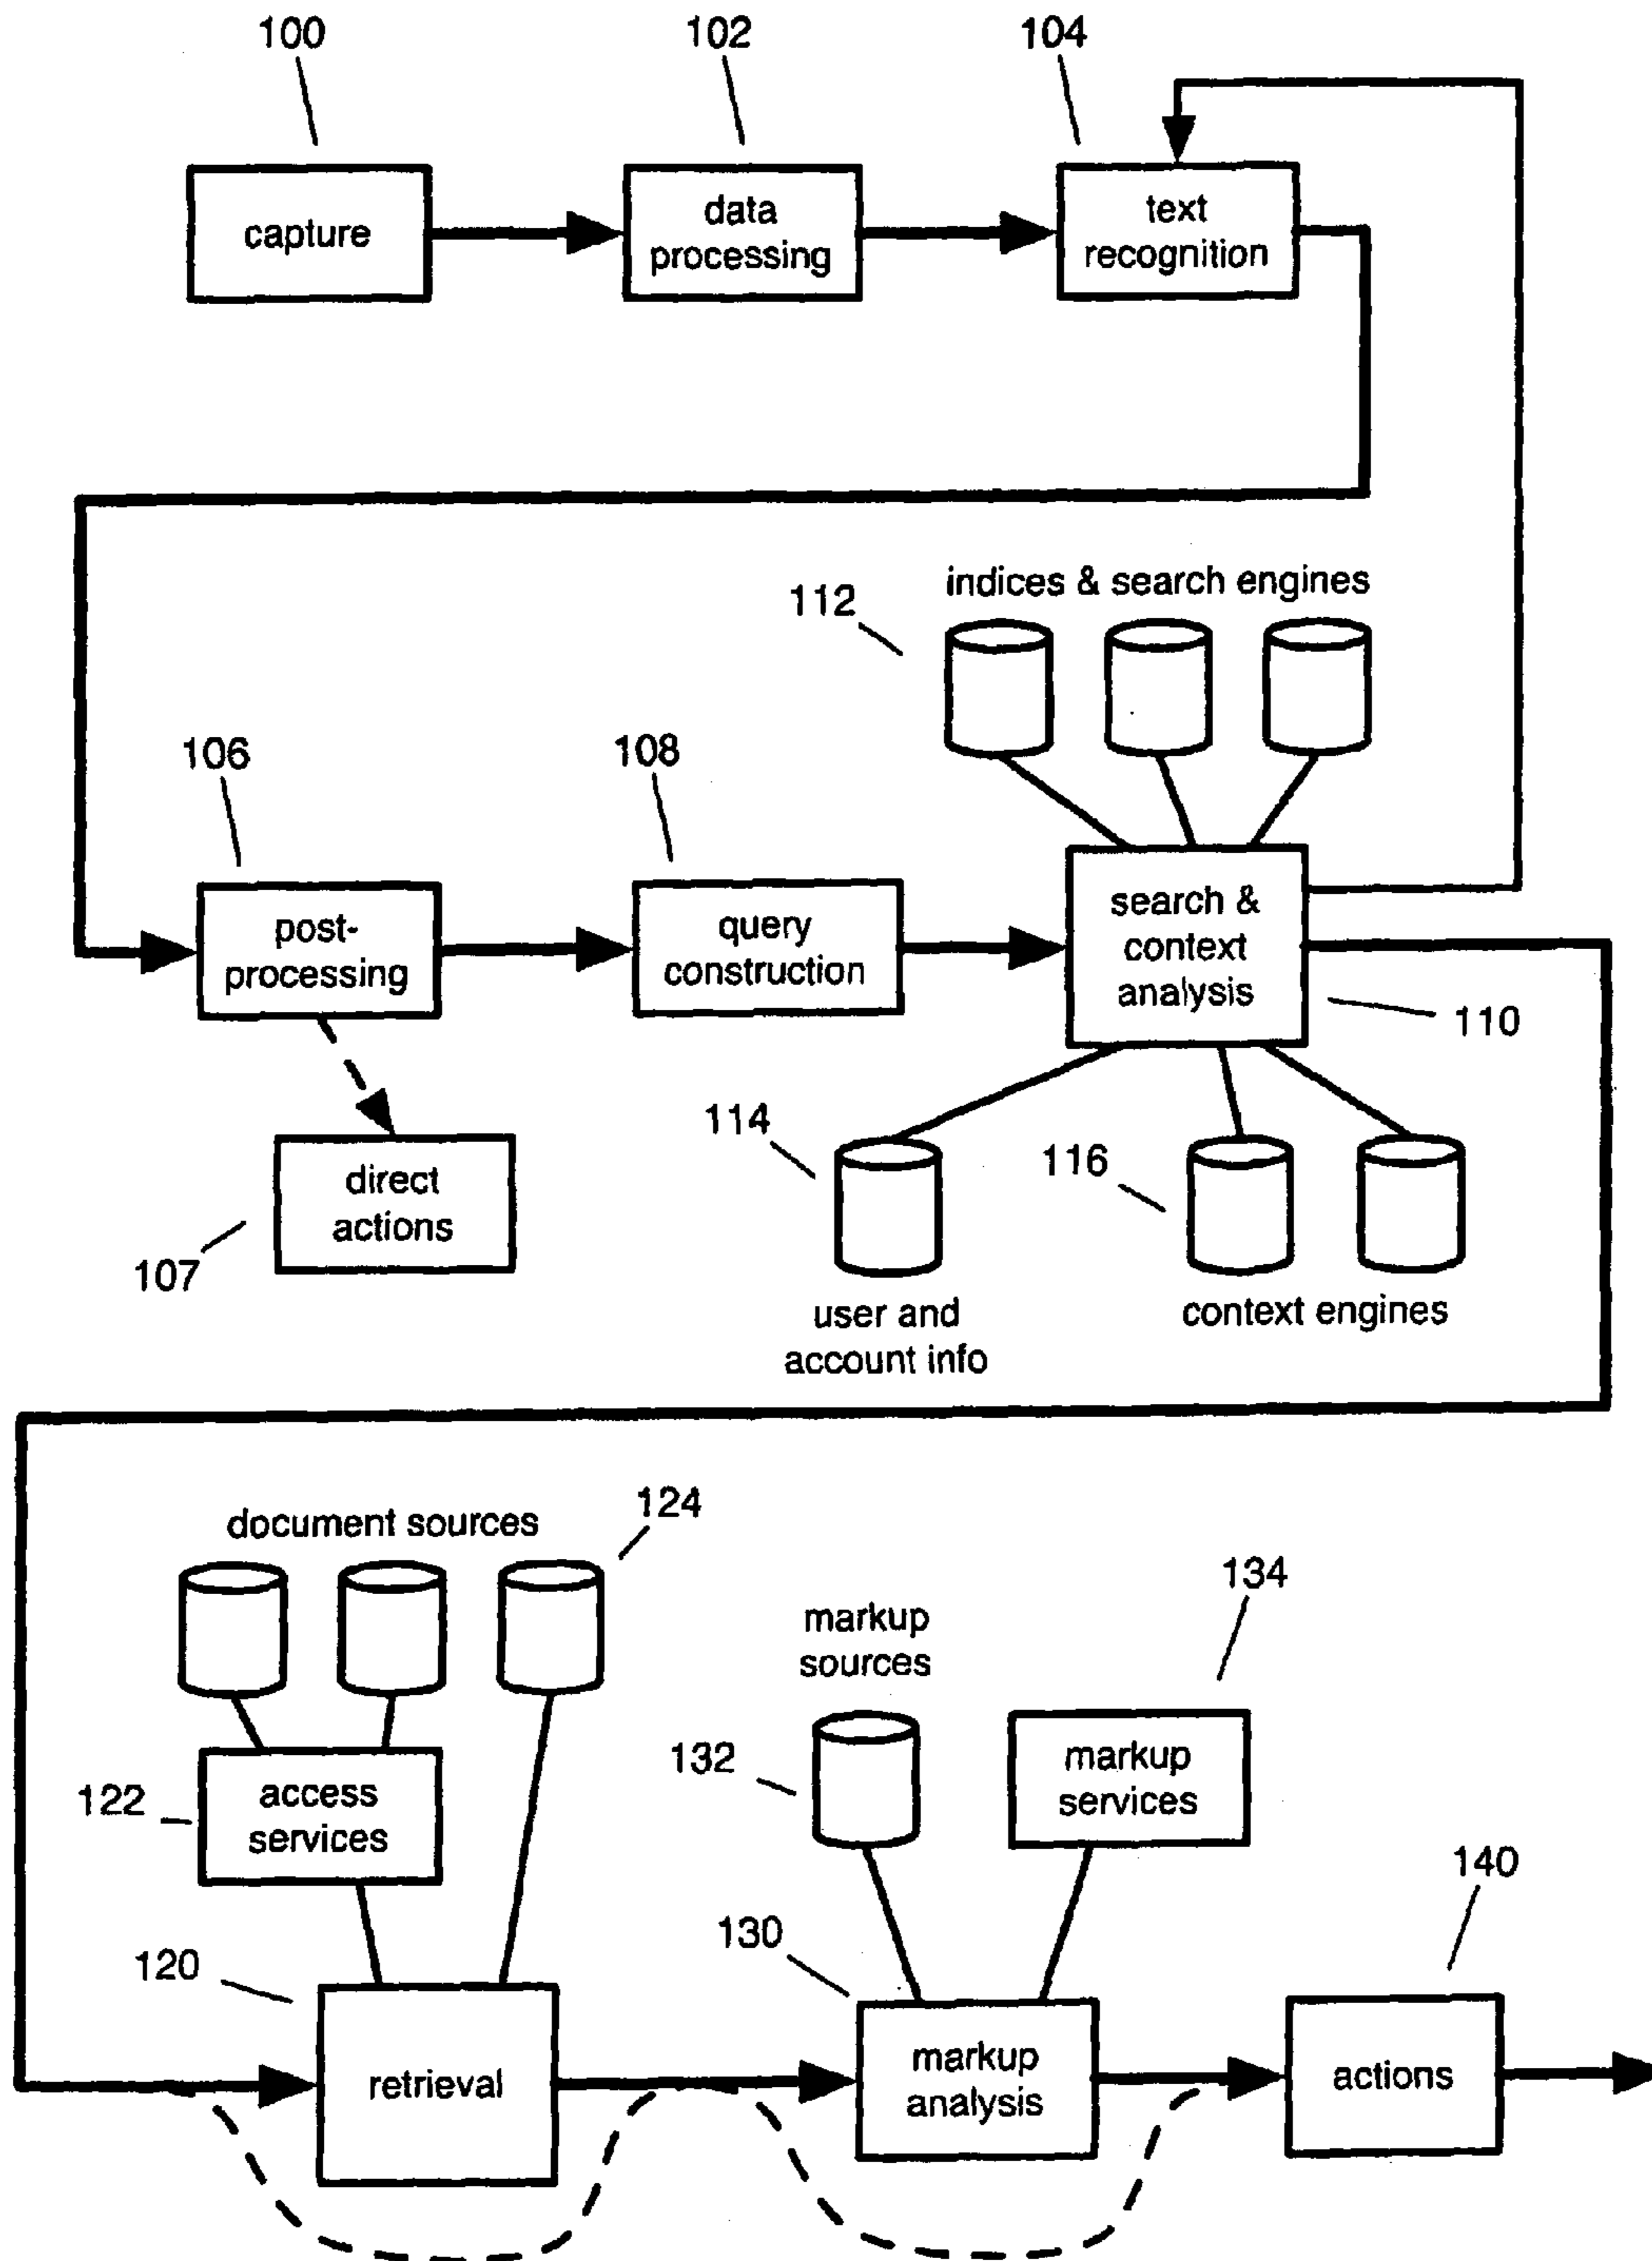 100
102
104
capture
data
processing
text
recognition
indices & search engines
112
106
108
post-
processing
query
construction
search &
context
analysis
110
direct
actions
107
114
116
user and
account info
context engines
document sources
124
134
markup
sources
132
markup
services
122
access
services
140
130
120
retrieval
markup
analysis
actions